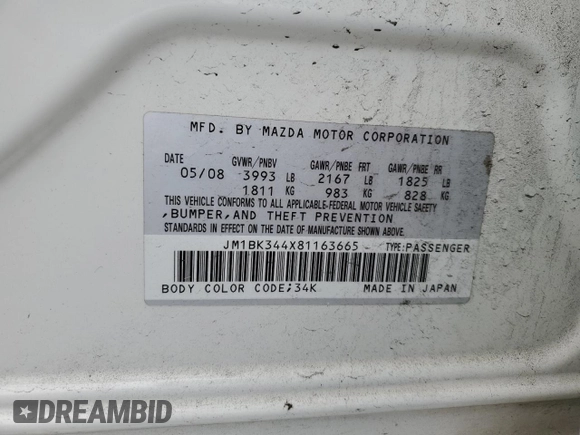 MFD. BY MAZDA MOTOR CORPORATION
DATE GVWR/PNBV GAWR/PNBE FRT GAWR/PNBE RR
05/08 3993 LB 2167 LB 1825 LB
1811 KG 983 KG 828 KG
THIS VEHICLE CONFORMS TO ALL APPLICABLE-FEDERAL MOTOR VEHICLE SAFETY
,BUMPER,AND THEFT PREVENTION
STANDARDS IN EFFECT ON THE DATE OF MANUFACTURE SHOWN ABOVE.
JM1BK344X81163665 TYPE:PASSENGER
BODY COLOR CODE;34K MADE IN JAPAN
DREAMBID